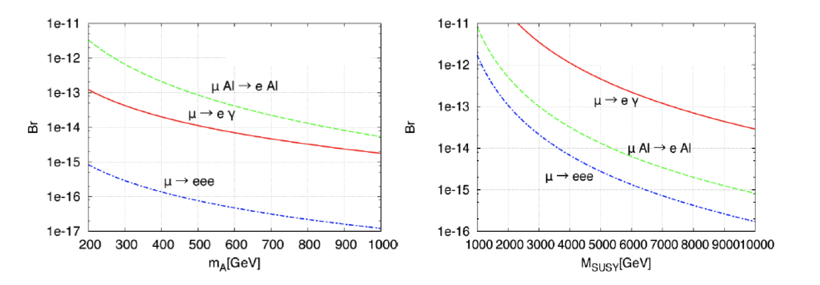 1e-11
1e-12
1e-13
1e-14
1e-15
1e-16
1e-17
Br
μ Al → e Al
μ → e γ
μ → eee
200 300 400 500 600 700 800 900 1000
m_A[GeV]
1e-11
1e-12
1e-13
1e-14
1e-15
1e-16
Br
μ → e γ
μ Al → e Al
μ → eee
1000 2000 3000 4000 5000 6000 7000 8000 9000 10000
M_SUSY[GeV]